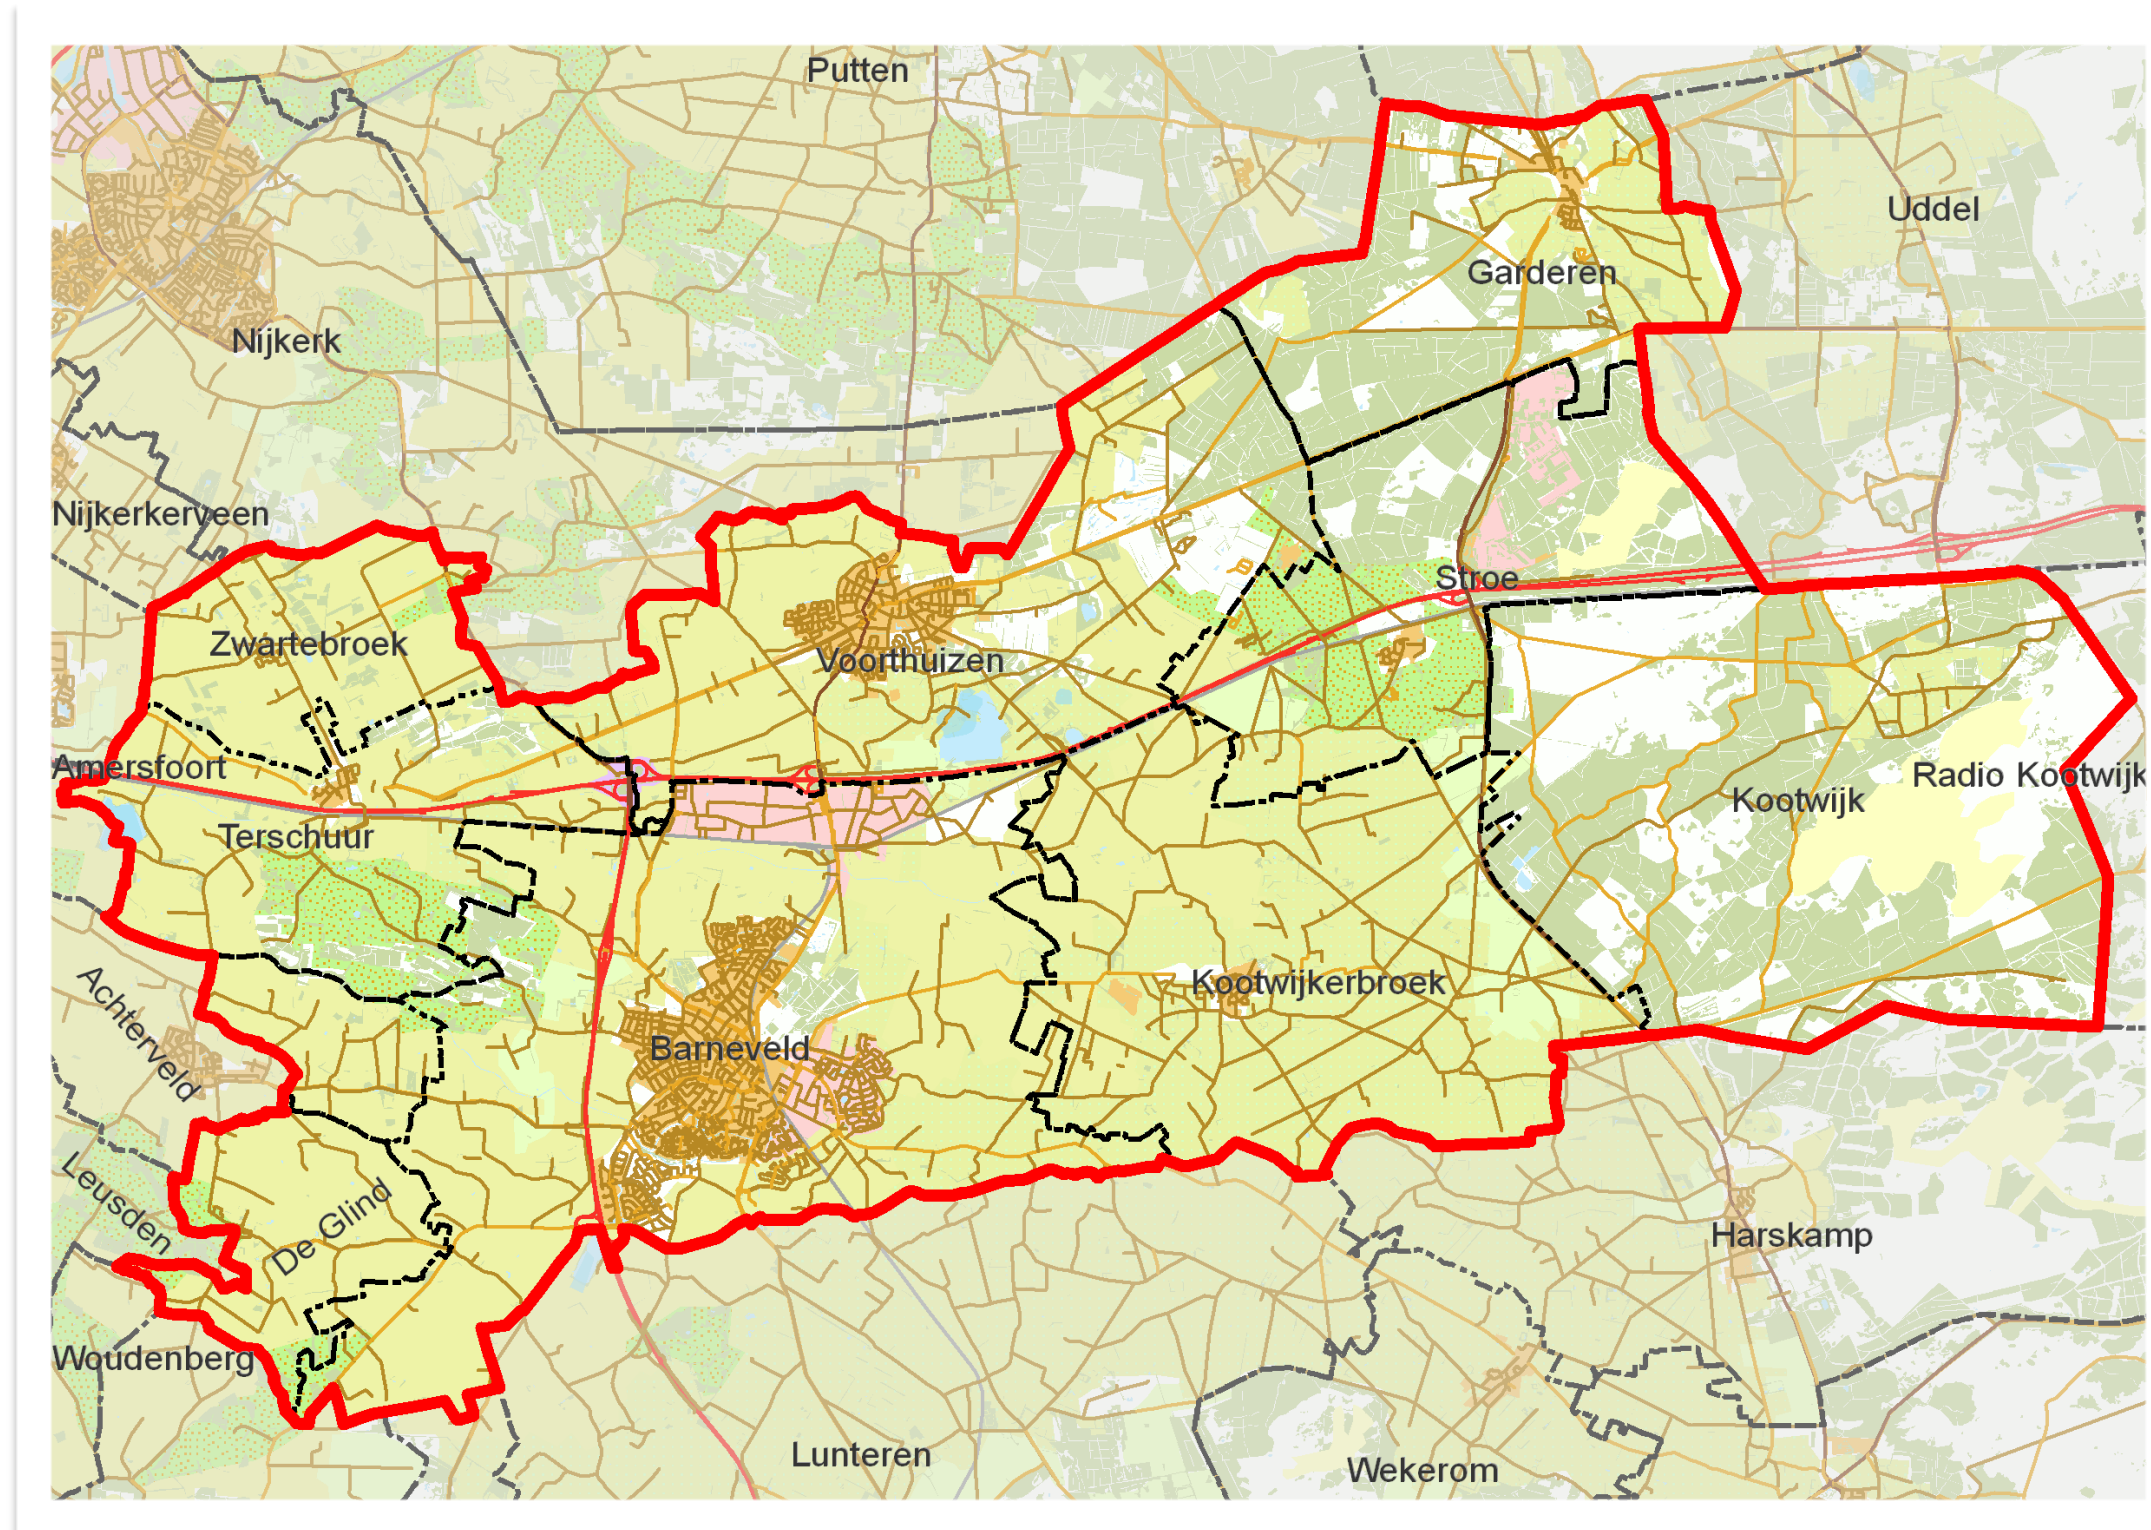 Putten
Uddel
Garderen
Nijkerk
Nijkerkerveen
Stroe
Zwartebroek
Voorthuizen
Amersfoort
Radio Kootwijk
Kootwijk
Terschuur
Kootwijkerbroek
Achterveld
Barneveld
Leusden
De Glind
Harskamp
Woudenberg
Lunteren
Wekerom